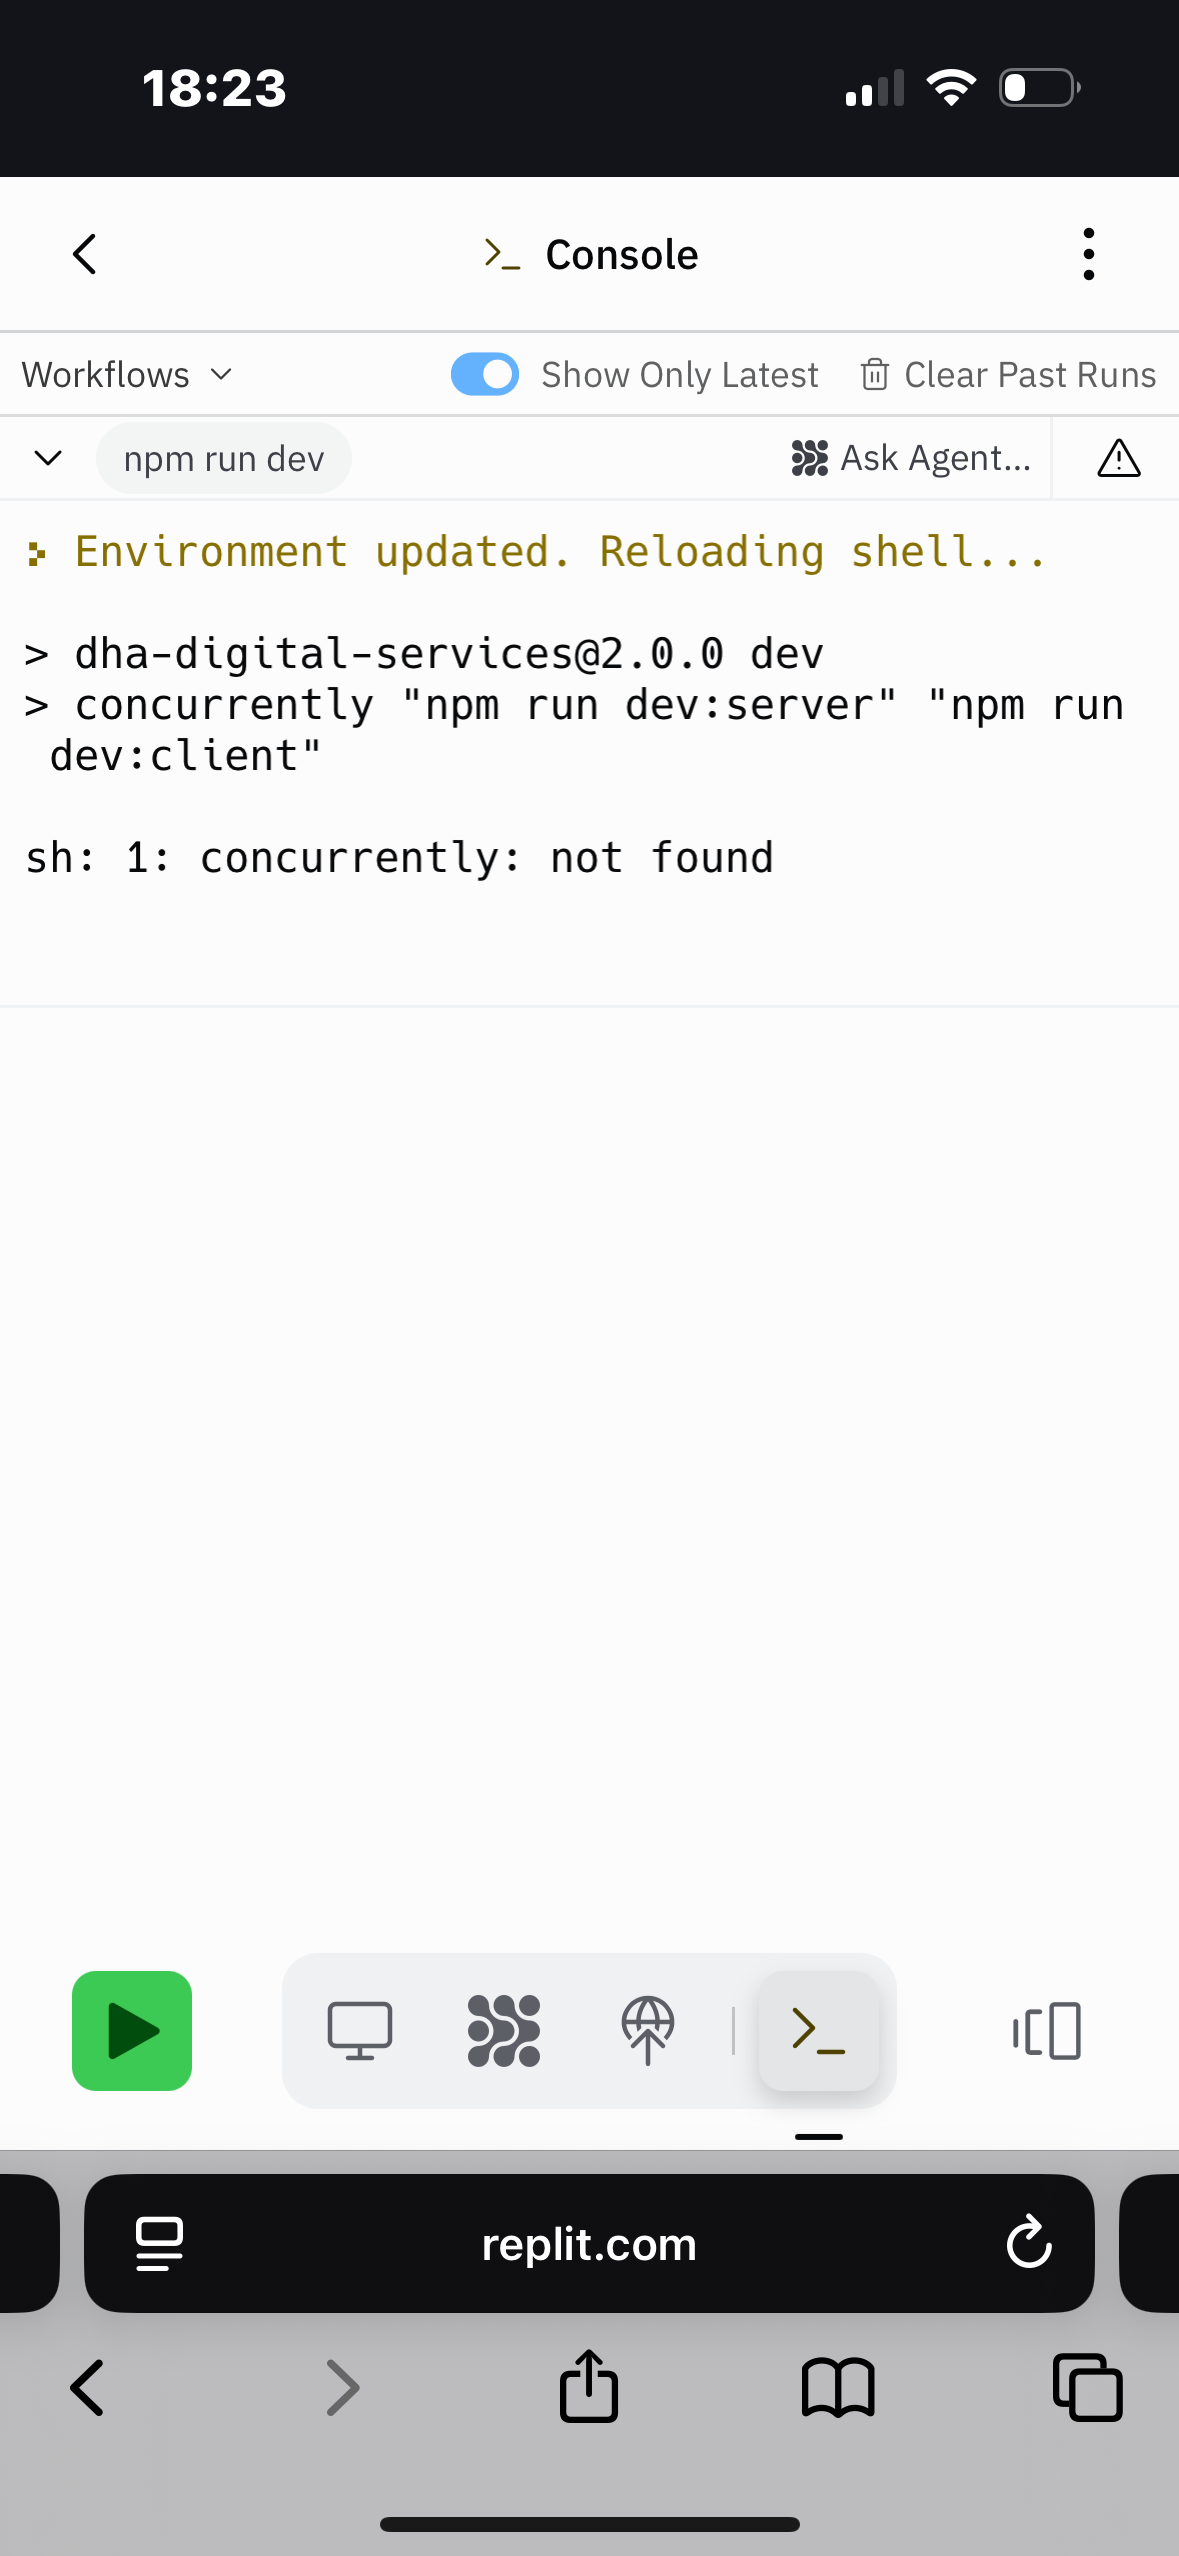 18:23
Console
Workflows
Show Only Latest
Clear Past Runs
npm run dev
Ask Agent...
Environment updated. Reloading shell...
> dha-digital-services@2.0.0 dev
> concurrently "npm run dev:server" "npm run
dev:client"
sh: 1: concurrently: not found
replit.com